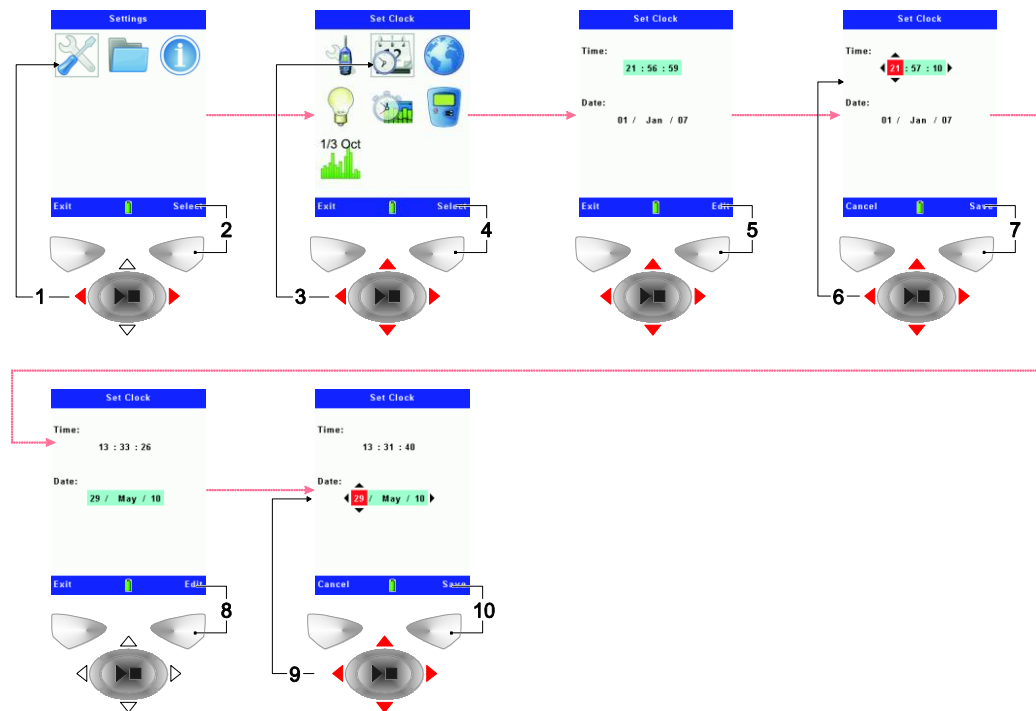 Settings
Exit
Select
1
2
Set Clock
12
1/3 Oct
Exit
Select
3
4
Set Clock
Time:
21 : 56 : 59
Date:
01 / Jan / 07
Exit
Edit
5
Set Clock
Time:
21 : 57 : 10
Date:
01 / Jan / 07
Cancel
Save
6
7
Set Clock
Time:
13 : 33 : 26
Date:
29 / May / 10
Exit
Edit
8
Set Clock
Time:
13 : 31 : 40
Date:
29 / May / 10
Cancel
Save
9
10